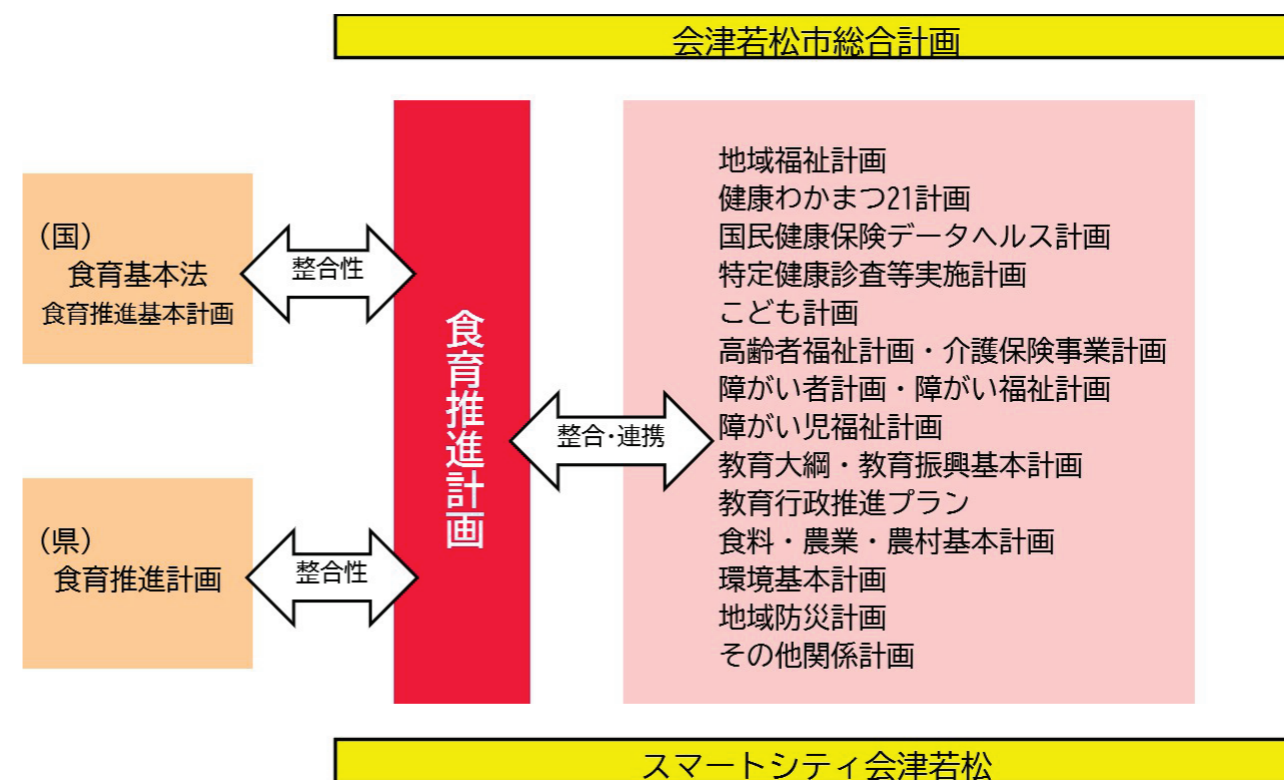 会津若松市総合計画
(国)
食育基本法
食育推進基本計画
整合性
(県)
食育推進計画
整合性
食育推進計画
整合・連携
地域福祉計画
健康わかまつ21計画
国民健康保険データヘルス計画
特定健康診査等実施計画
こども計画
高齢者福祉計画・介護保険事業計画
障がい者計画・障がい福祉計画
障がい児福祉計画
教育大綱・教育振興基本計画
教育行政推進プラン
食料・農業・農村基本計画
環境基本計画
地域防災計画
その他関係計画
スマートシティ会津若松